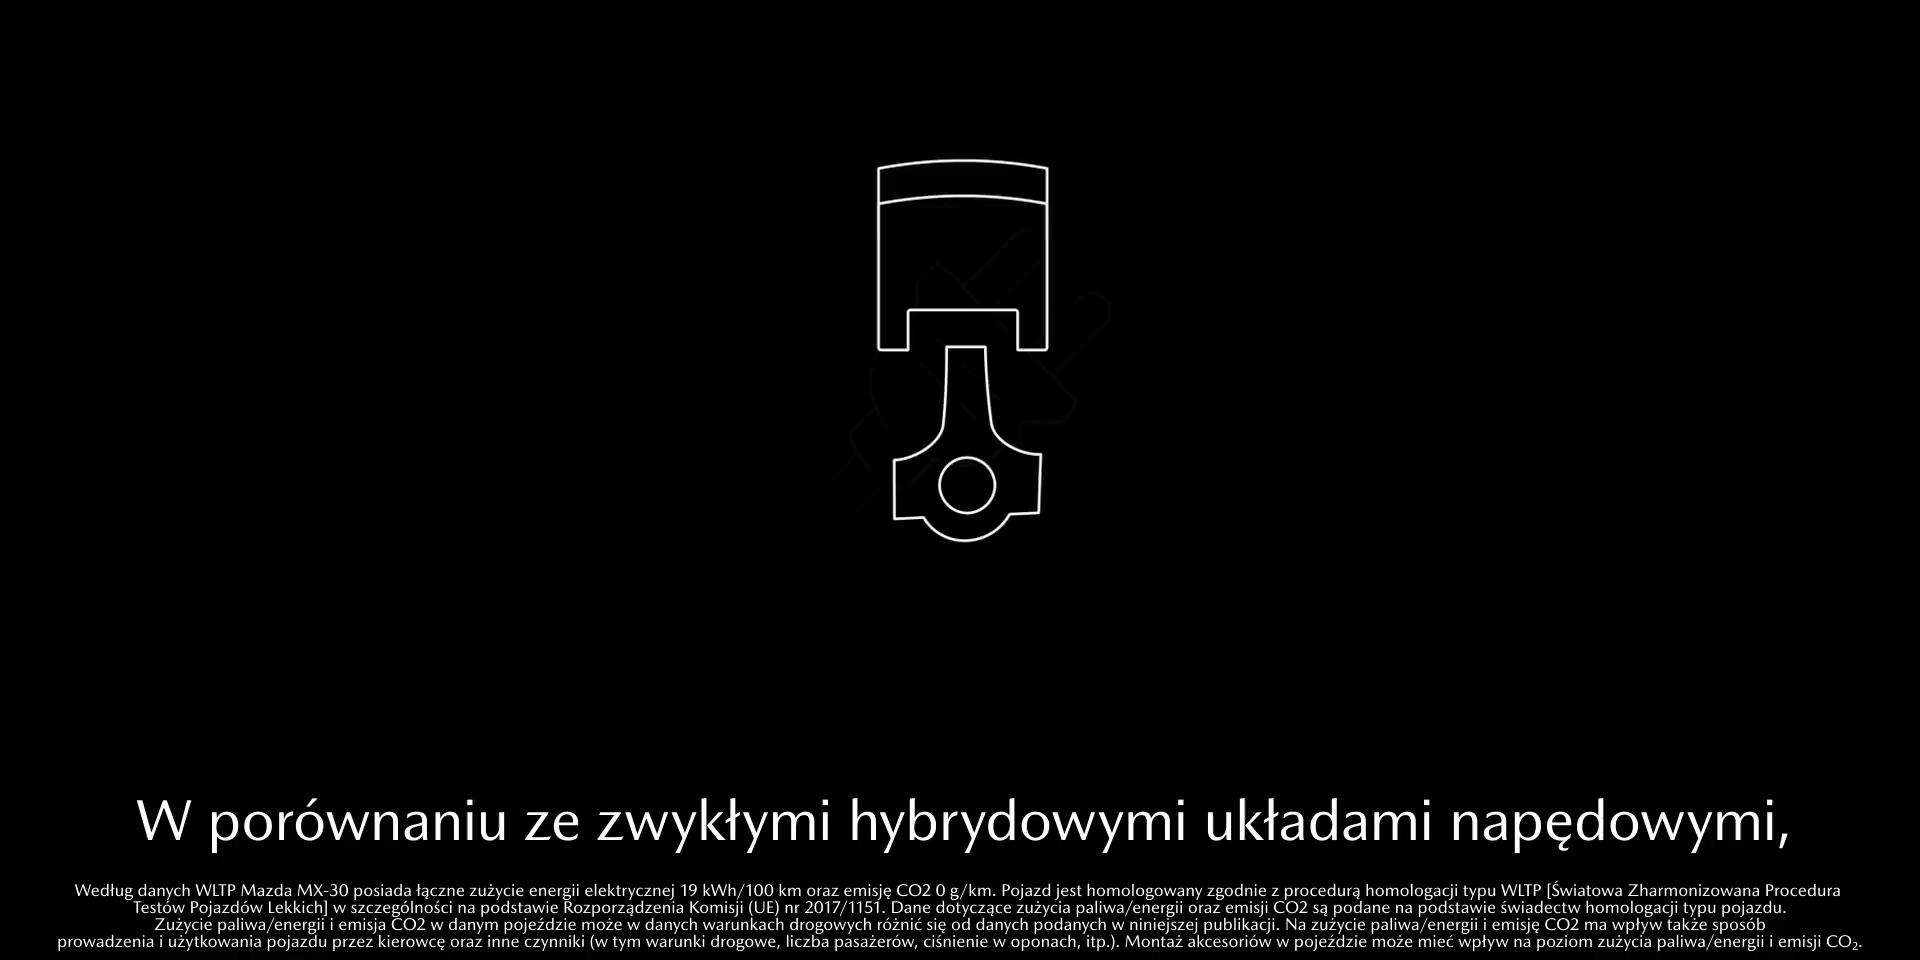 W porównaniu ze zwykłymi hybrydowymi układami napędowymi,
Według danych WLTP Mazda MX-30 posiada łączne zużycie energii elektrycznej 19 kWh/100 km oraz emisję CO2 0 g/km. Pojazd jest homologowany zgodnie z procedurą homologacji typu WLTP [Światowa Zharmonizowana Procedura
Testów Pojazdów Lekkich] w szczególności na podstawie Rozporządzenia Komisji (UE) nr 2017/1151. Dane dotyczące zużycia paliwa/energii oraz emisji CO2 są podane na podstawie świadectw homologacji typu pojazdu.
Zużycie paliwa/energii i emisja CO2 w danym pojeździe może w danych warunkach drogowych różnić się od danych podanych w niniejszej publikacji. Na zużycie paliwa/energii i emisję CO2 ma wpływ także sposób
prowadzenia i użytkowania pojazdu przez kierowcę oraz inne czynniki (w tym warunki drogowe, liczba pasażerów, ciśnienie w oponach, itp.). Montaż akcesoriów w pojeździe może mieć wpływ na poziom zużycia paliwa/energii i emisji CO₂.